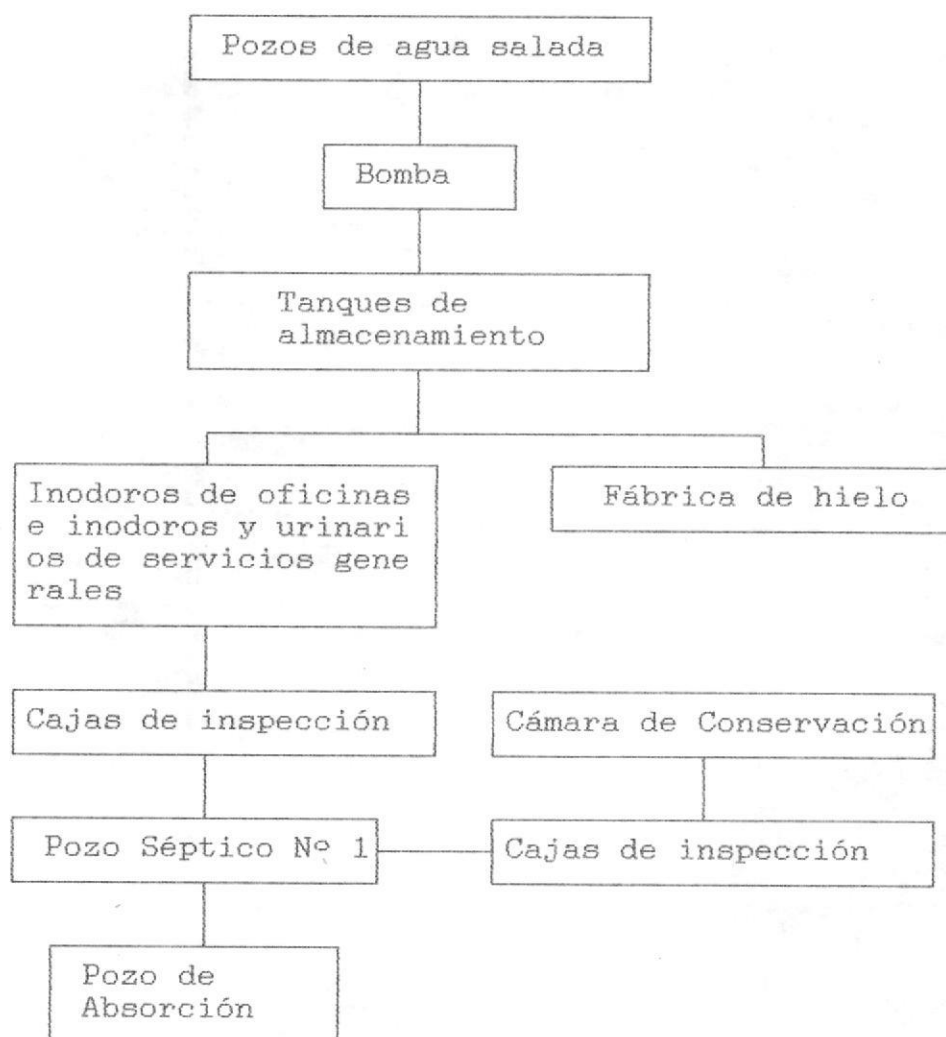 Pozos de agua salada
Bomba
Tanques de
almacenamiento
Inodoros de oficinas
e inodoros y urinari
os de servicios gene
rales
Fábrica de hielo
Cajas de inspección
Cámara de Conservación
Pozo Séptico Nº 1
Cajas de inspección
Pozo de
Absorción